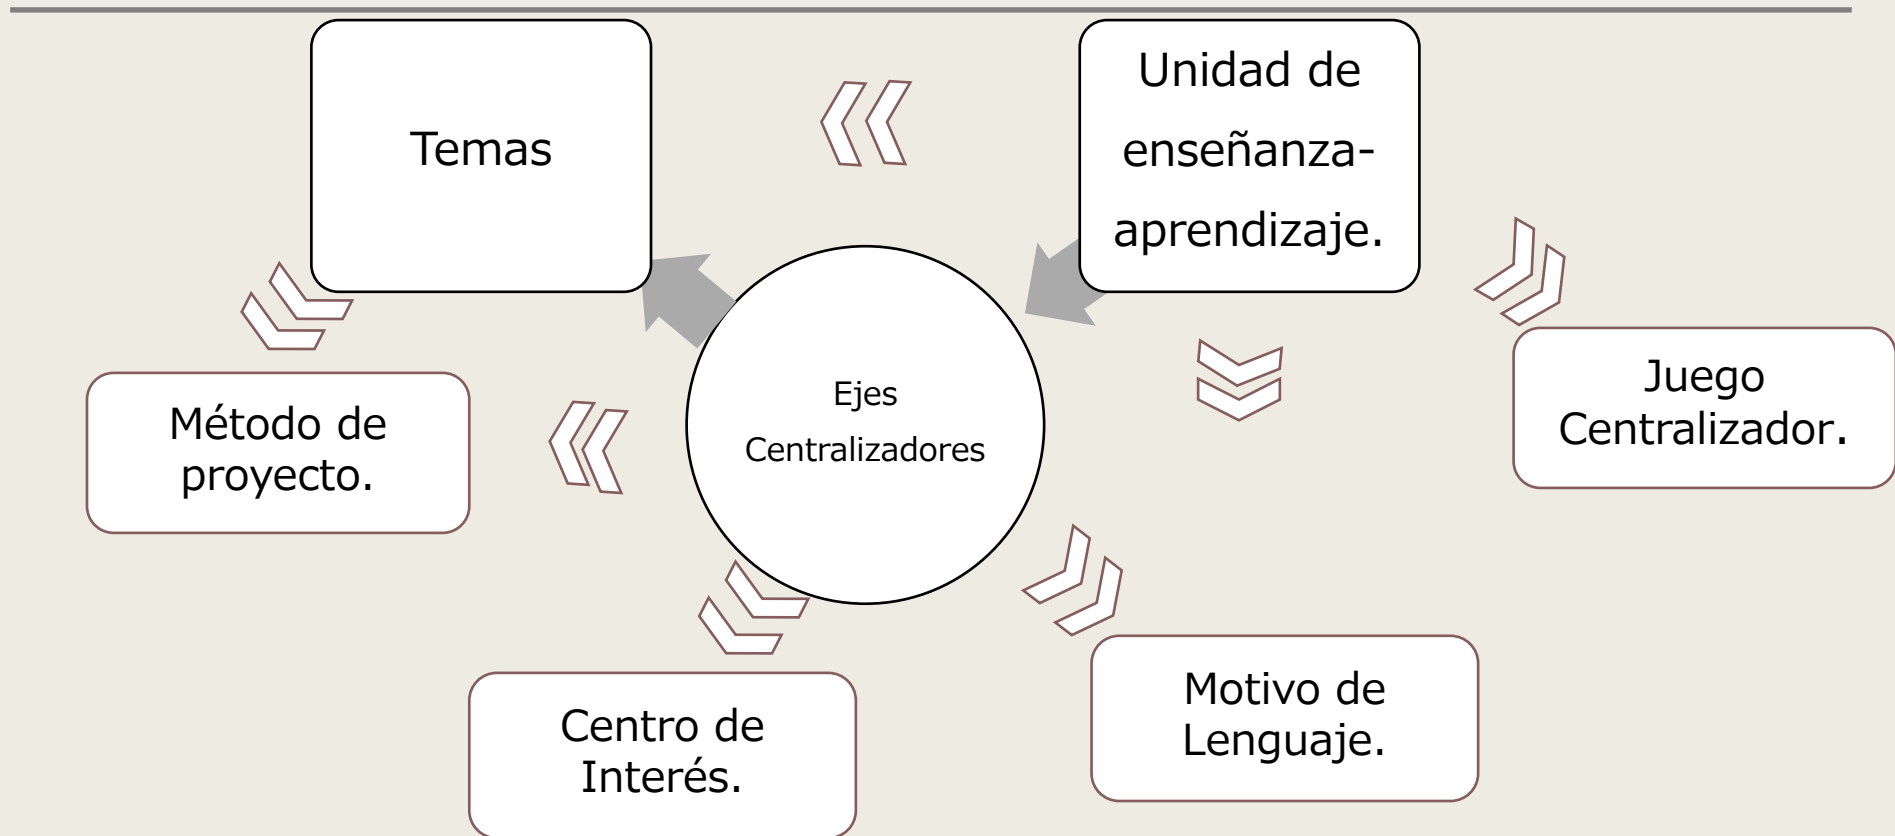 Temas
Unidad de
enseñanza-
aprendizaje.
Método de
proyecto.
Ejes
Centralizadores
Juego
Centralizador.
Centro de
Interés.
Motivo de
Lenguaje.